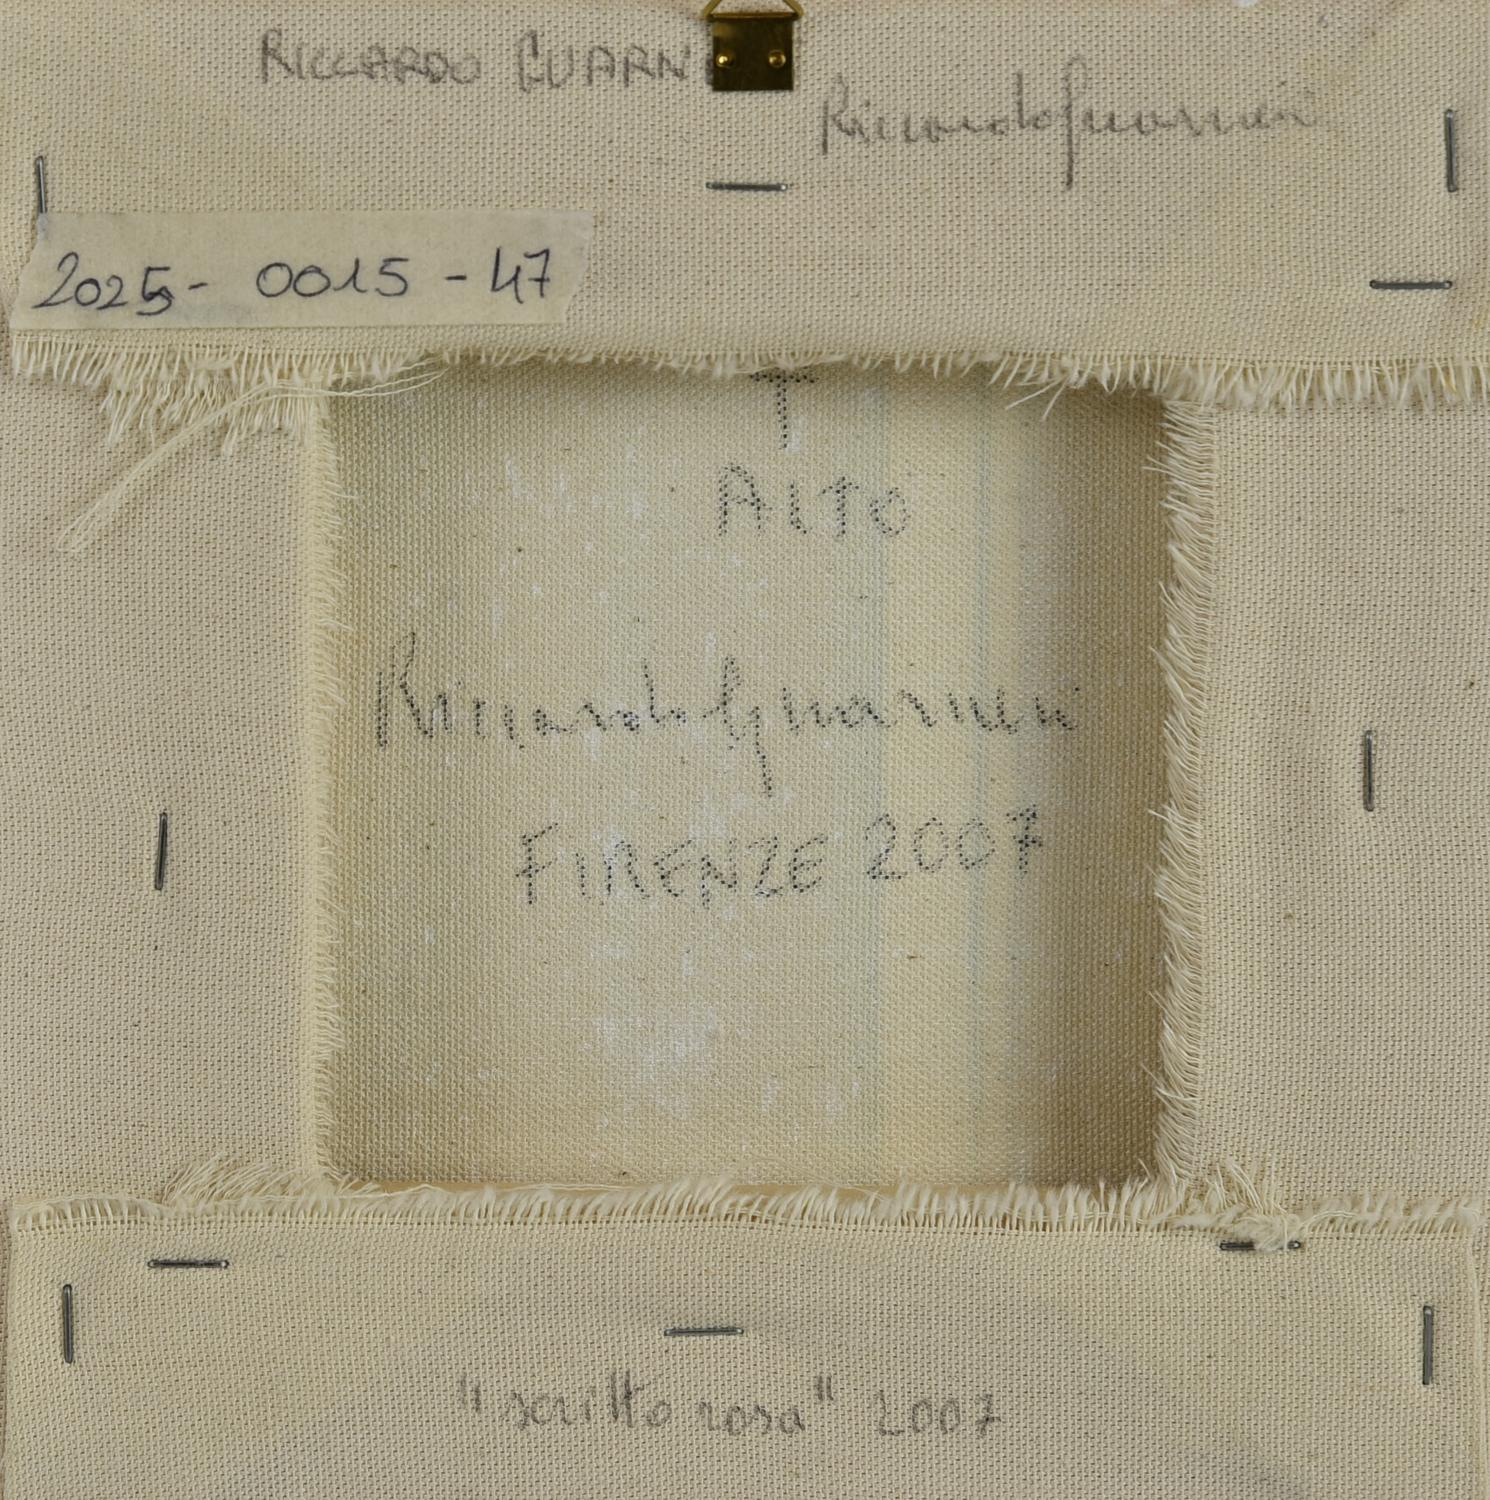 RICCARDO GUARN
Riccardo Guarneri
2025- 0015 - 47
↑
ALTO
Riccardo Guarneri
FIRENZE 2007
"scritto rosa" 2007